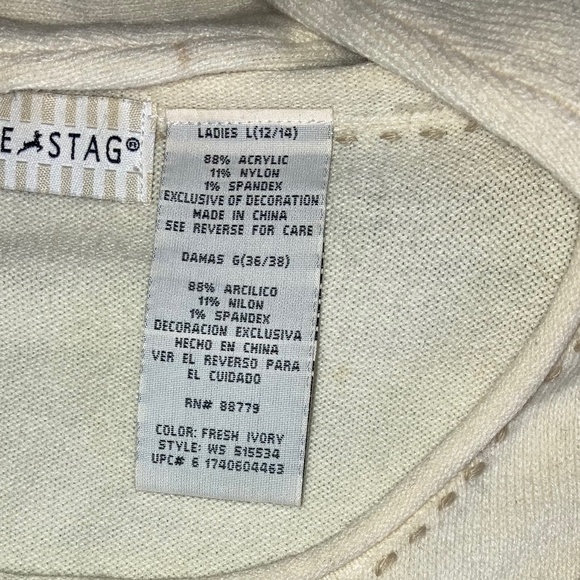 E STAG®
LADIES L(12/14)
88% ACRYLIC
11% NYLON
1% SPANDEX
EXCLUSIVE OF DECORATION
MADE IN CHINA
SEE REVERSE FOR CARE
DAMAS G(36/38)
88% ARCILICO
11% NILON
1% SPANDEX
DECORACION EXCLUSIVA
HECHO EN CHINA
VER EL REVERSO PARA
EL CUIDADO
RN# 88779
COLOR: FRESH IVORY
STYLE: WS 515534
UPC# 6 1740604463